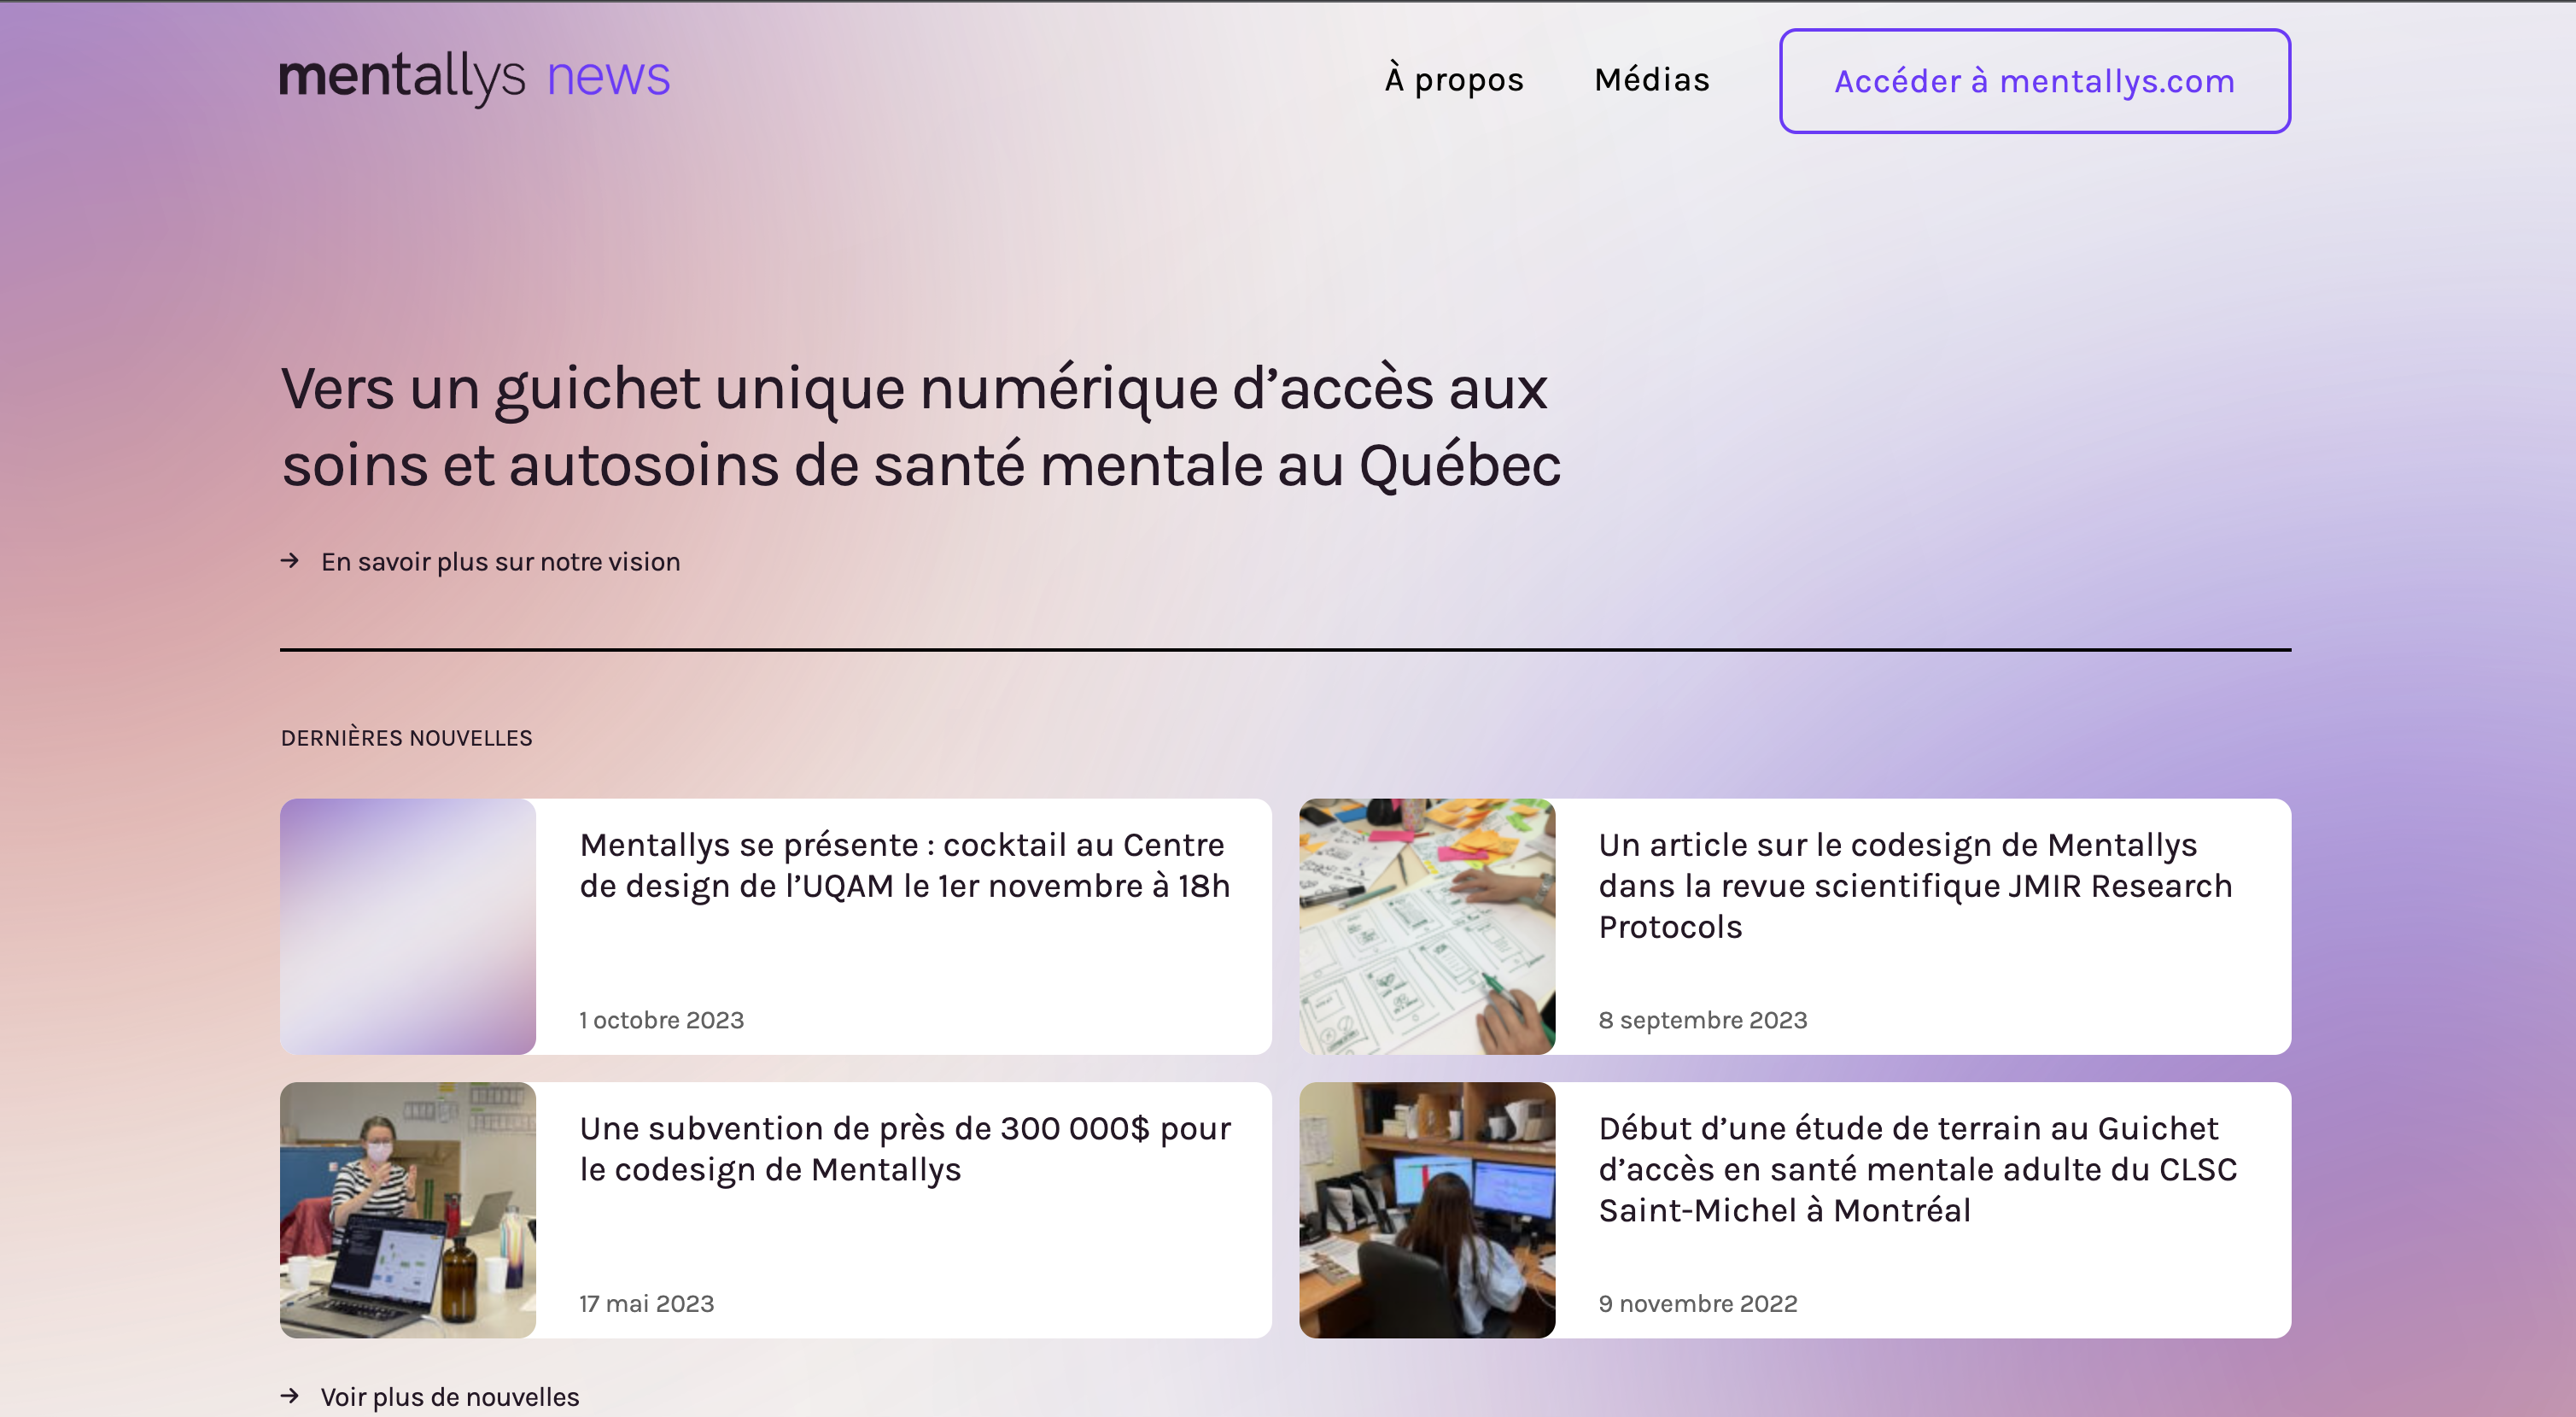 mentallys news
À propos
Médias
Accéder à mentallys.com
Vers un guichet unique numérique d’accès aux
soins et autosoins de santé mentale au Québec
→ En savoir plus sur notre vision
DERNIÈRES NOUVELLES
Mentallys se présente : cocktail au Centre
de design de l’UQAM le 1er novembre à 18h
1 octobre 2023
Un article sur le codesign de Mentallys
dans la revue scientifique JMIR Research
Protocols
8 septembre 2023
Une subvention de près de 300 000$ pour
le codesign de Mentallys
17 mai 2023
Début d’une étude de terrain au Guichet
d’accès en santé mentale adulte du CLSC
Saint-Michel à Montréal
9 novembre 2022
→ Voir plus de nouvelles